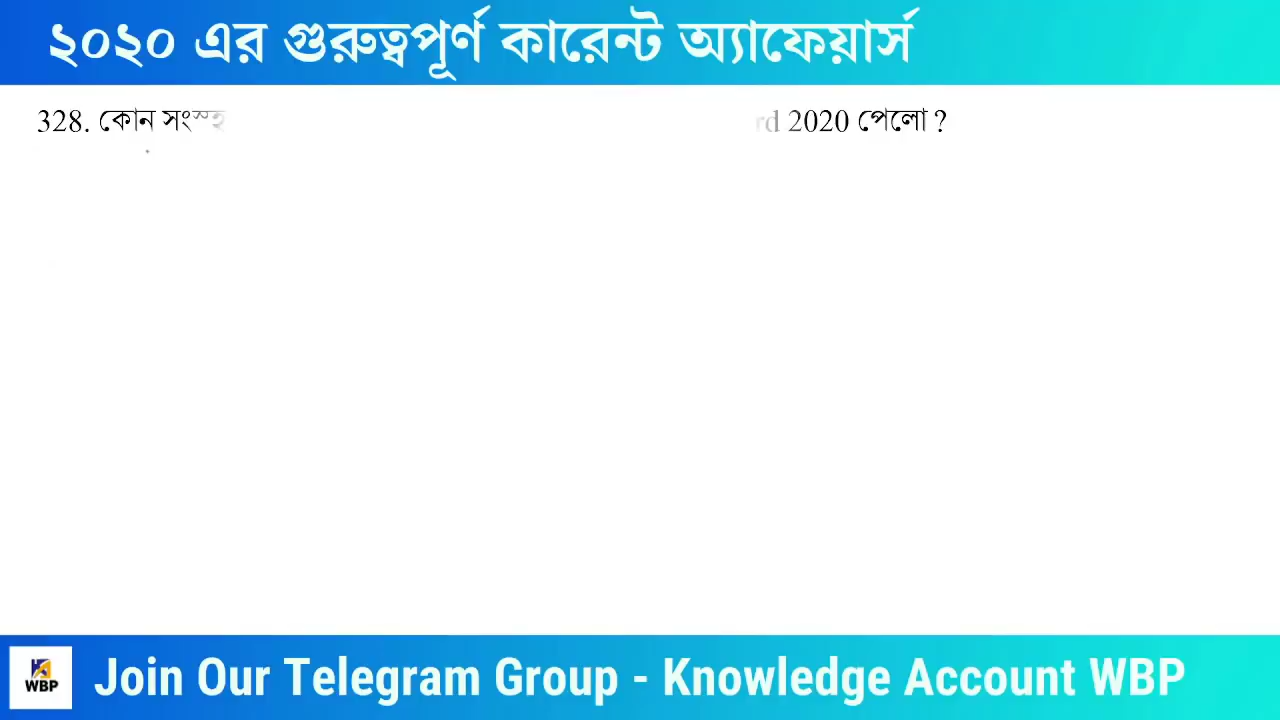 ২০২০ এর গুরুত্বপূর্ণ কারেন্ট অ্যাফেয়ার্স
328. কোন সংস্হ 2020 পেলো ?
WBP
Join Our Telegram Group - Knowledge Account WBP